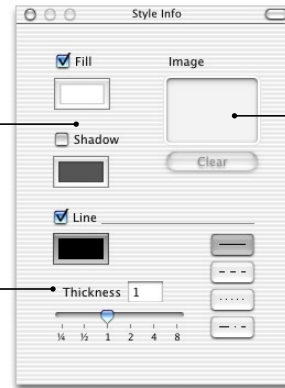 Style Info
Fill
Image
Shadow
Clear
Line
Thickness 1
¼ ½ 1 2 4 8